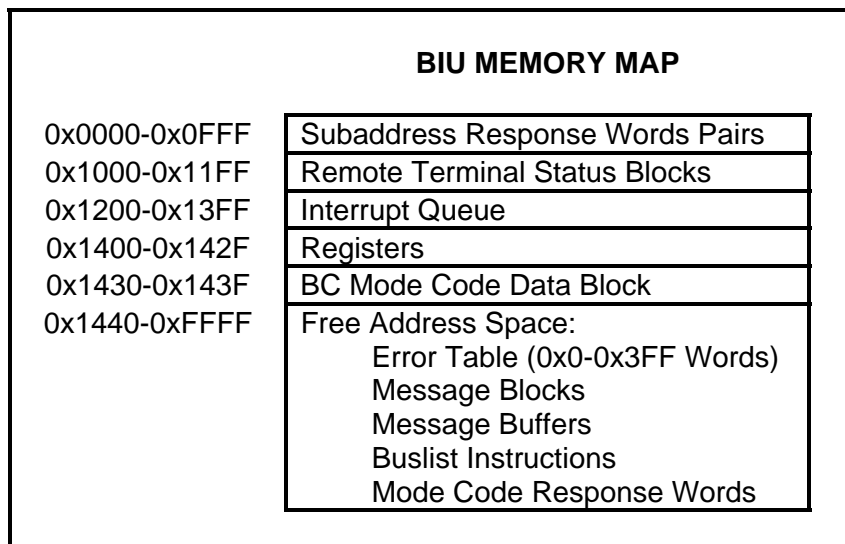 BIU MEMORY MAP
0x0000-0x0FFF Subaddress Response Words Pairs
0x1000-0x11FF Remote Terminal Status Blocks
0x1200-0x13FF Interrupt Queue
0x1400-0x142F Registers
0x1430-0x143F BC Mode Code Data Block
0x1440-0xFFFF Free Address Space:
Error Table (0x0-0x3FF Words)
Message Blocks
Message Buffers
Buslist Instructions
Mode Code Response Words